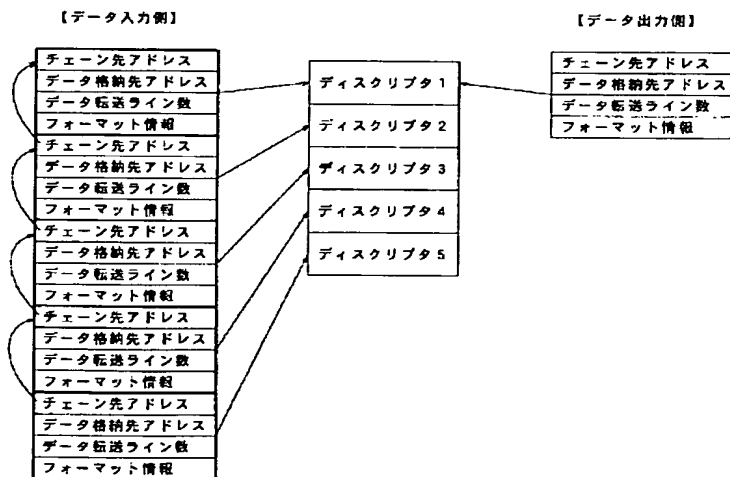 【データ入力側】
チェーン先アドレス
データ格納先アドレス
データ転送ライン数
フォーマット情報
チェーン先アドレス
データ格納先アドレス
データ転送ライン数
フォーマット情報
チェーン先アドレス
データ格納先アドレス
データ転送ライン数
フォーマット情報
チェーン先アドレス
データ格納先アドレス
データ転送ライン数
フォーマット情報
チェーン先アドレス
データ格納先アドレス
データ転送ライン数
フォーマット情報
ディスクリプタ1
ディスクリプタ2
ディスクリプタ3
ディスクリプタ4
ディスクリプタ5
【データ出力側】
チェーン先アドレス
データ格納先アドレス
データ転送ライン数
フォーマット情報